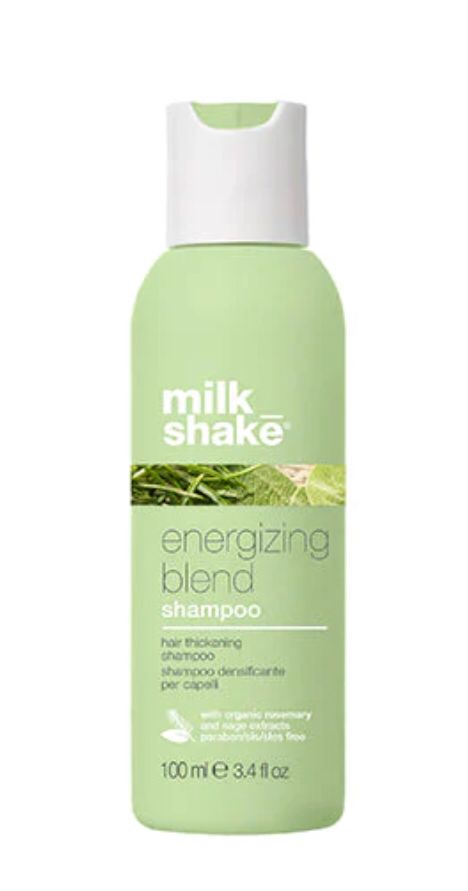 milk
shakē®
energizing
blend
shampoo
hair thickening
shampoo
shampoo densificante
per capelli
with organic rosemary
and sage extracts
paraben/sls/sles free
100 ml ℮ 3.4 fl oz